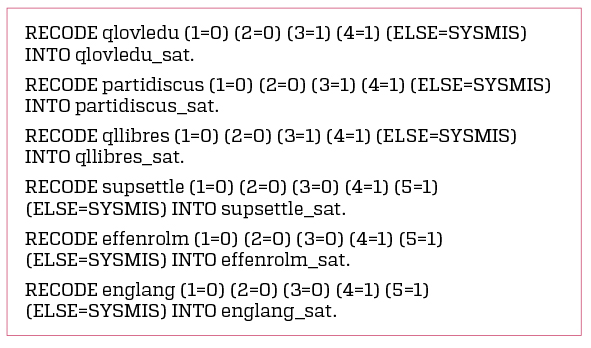 RECODE qlovledu (1=0) (2=0) (3=1) (4=1) (ELSE=SYSMIS)
INTO qlovledu_sat.
RECODE partidiscus (1=0) (2=0) (3=1) (4=1) (ELSE=SYSMIS)
INTO partidiscus_sat.
RECODE qllibres (1=0) (2=0) (3=1) (4=1) (ELSE=SYSMIS)
INTO qllibres_sat.
RECODE supsettle (1=0) (2=0) (3=0) (4=1) (5=1)
(ELSE=SYSMIS) INTO supsettle_sat.
RECODE effenrolm (1=0) (2=0) (3=0) (4=1) (5=1)
(ELSE=SYSMIS) INTO effenrolm_sat.
RECODE englang (1=0) (2=0) (3=0) (4=1) (5=1)
(ELSE=SYSMIS) INTO englang_sat.